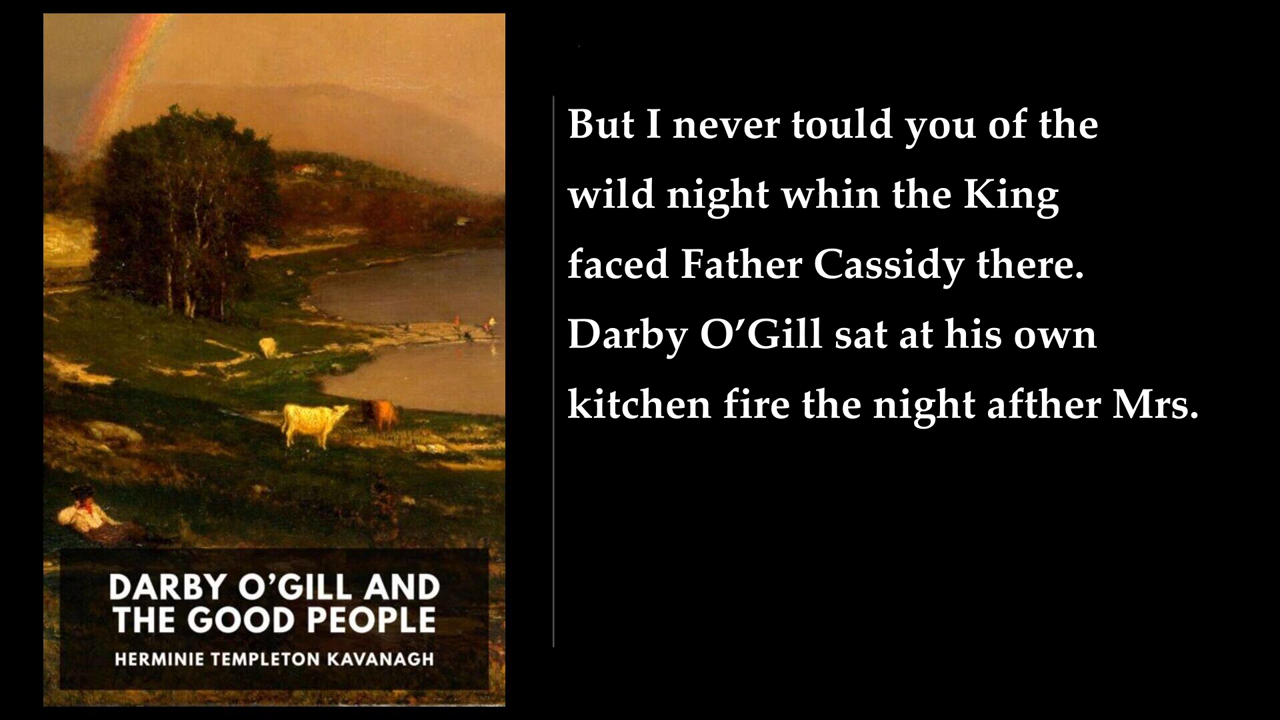 But I never tould you of the
wild night whin the King
faced Father Cassidy there.
Darby O’Gill sat at his own
kitchen fire the night afther Mrs.
DARBY O’GILL AND
THE GOOD PEOPLE
HERMINIE TEMPLETON KAVANAGH